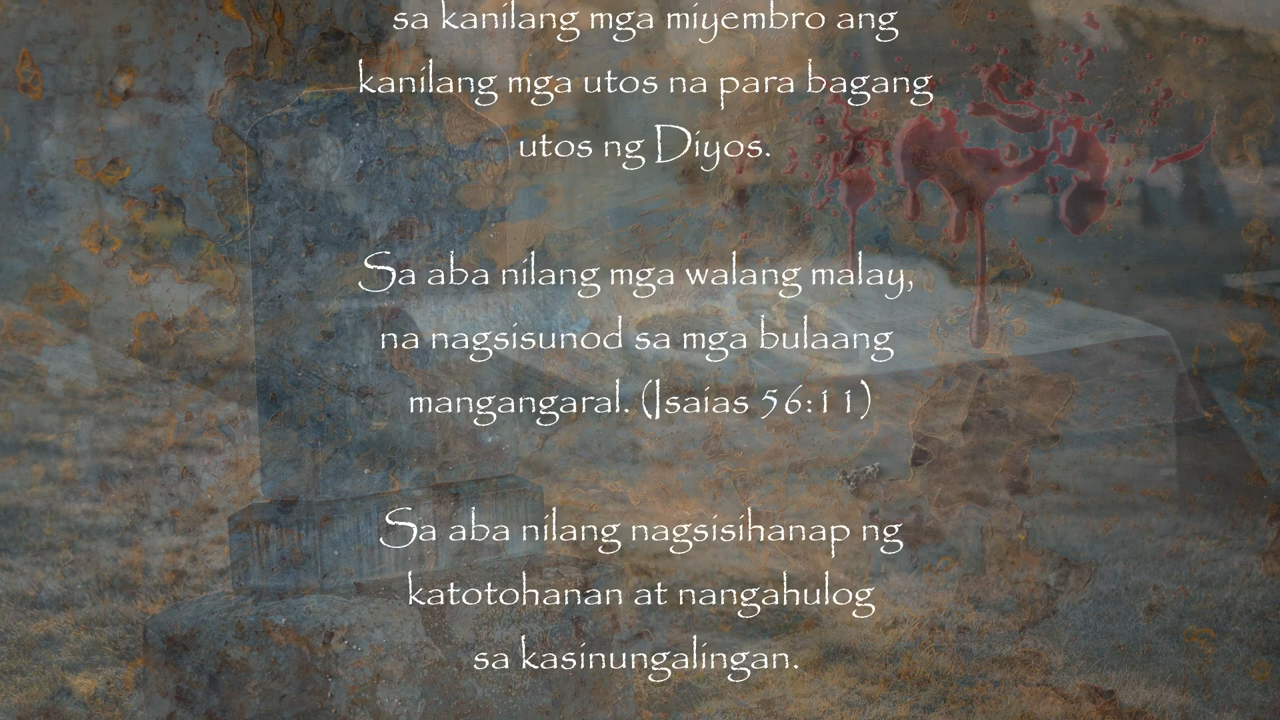 sa kanilang mga miyembro ang
kanilang mga utos na para bagang
utos ng Diyos.
Sa aba nilang mga walang malay,
na nagsisunod sa mga bulaang
mangangaral. (Isaias 56:11)
Sa aba nilang nagsisihanap ng
katotohanan at nangahulog
sa kasinungalingan.